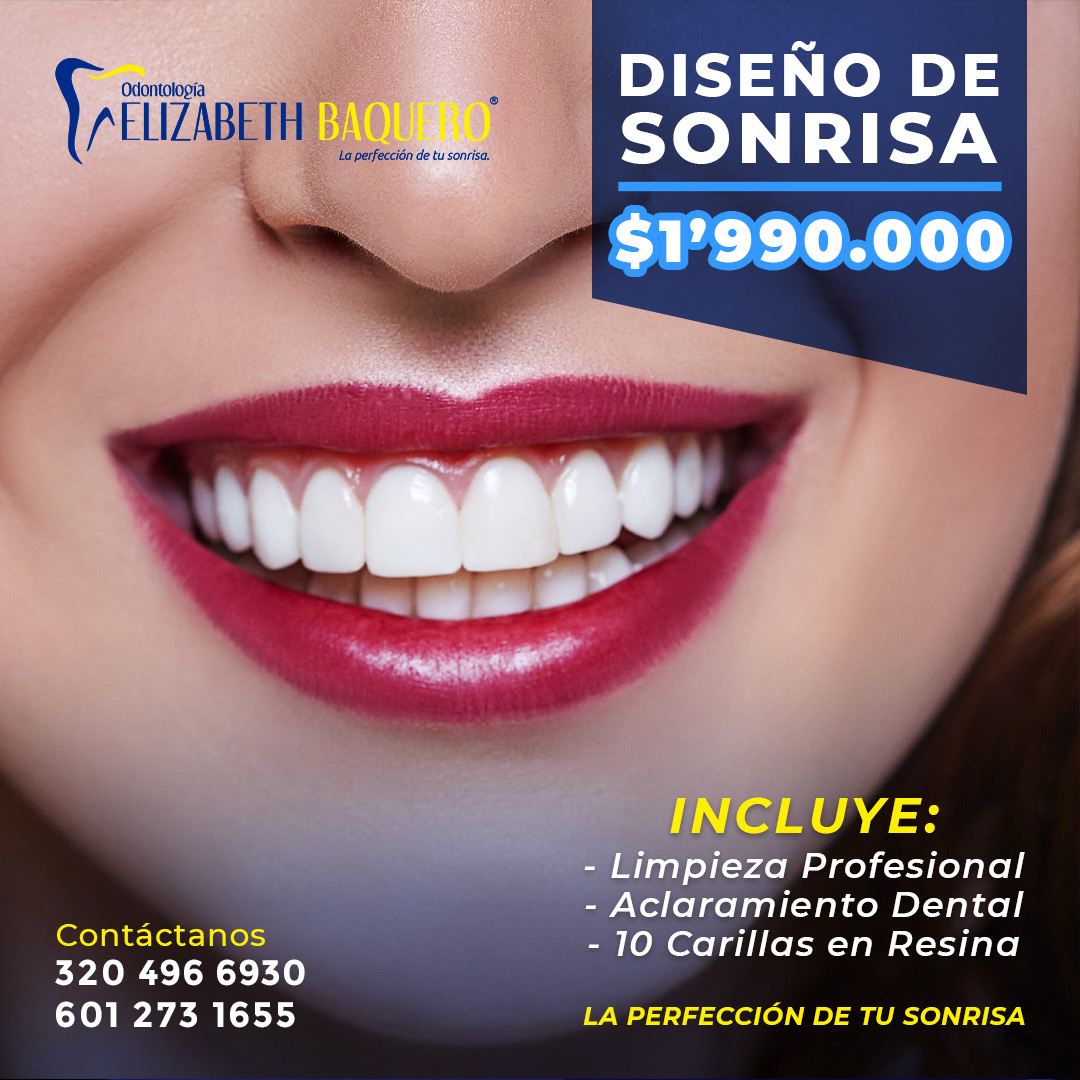 Odontología
ELIZABETH BAQUERO®
La perfección de tu sonrisa.
DISEÑO DE
SONRISA
$1’990.000
INCLUYE:
- Limpieza Profesional
- Aclaramiento Dental
- 10 Carillas en Resina
Contáctanos
320 496 6930
601 273 1655
LA PERFECCIÓN DE TU SONRISA